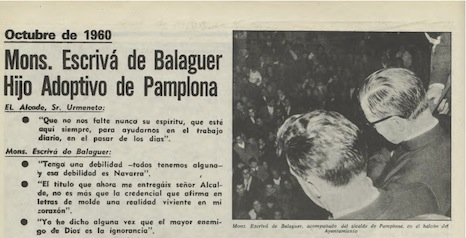 Octubre de 1960
Mons. Escrivá de Balaguer
Hijo Adoptivo de Pamplona
El Alcade, Sr. Urmeneta:
● "Que no nos falte nunca su espíritu, que esté
aquí siempre, para ayudarnos en el trabajo
diario, en el pasar de los días".
Mons. Escrivá do Balaguer:
● "Tenga una debilidad —todos tenemos alguna—
y esa debilidad es Navarra".
● "El título que ahora me entregáis señor Alcal-
de, no es más que la credencial que afirma en
letras de molde una realidad viviente en mi
corazón".
● "Yo he dicho alguna vez que el mayor enemi-
go de Dios es la ignorancia".
Mons. Escrivá de Balaguer, acompañado del alcalde de Pamplona, en el balcón del
Ayuntamiento